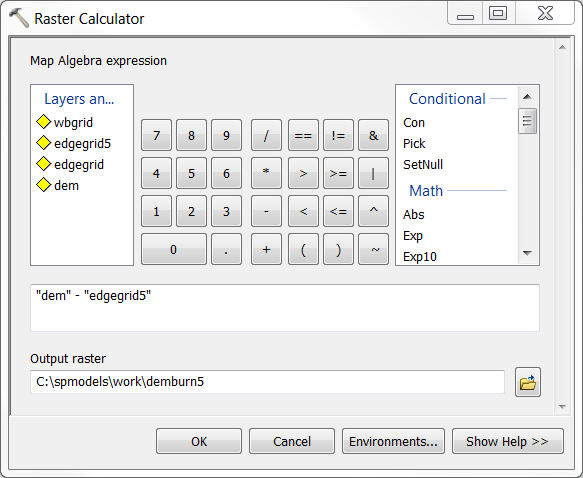 Raster Calculator
Map Algebra expression
Layers an...
wbgrid
edgegrid5
edgegrid
dem
7 8 9 / == != &
4 5 6 * > >= |
1 2 3 - < <= ^
0 . + ( ) ~
Conditional
Con
Pick
SetNull
Math
Abs
Exp
Exp10
"dem" - "edgegrid5"
Output raster
C:\spmodels\work\demburn5
OK Cancel Environments... Show Help >>